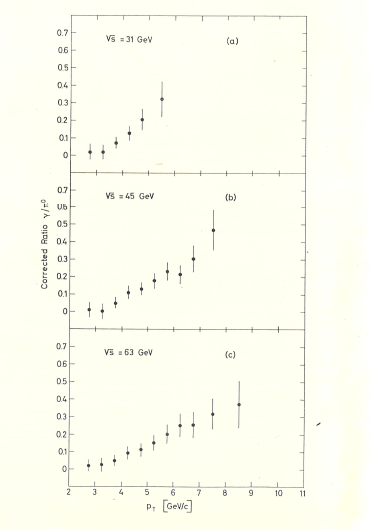 √s = 31 GeV
(a)
0.7
0.6
0.5
0.4
0.3
0.2
0.1
0
√s = 45 GeV
(b)
0.7
0.6
0.5
0.4
0.3
0.2
0.1
0
Corrected Ratio γ/π⁰
√s = 63 GeV
(c)
0.7
0.6
0.5
0.4
0.3
0.2
0.1
0
2 3 4 5 6 7 8 9 10 11
p_T [GeV/c]